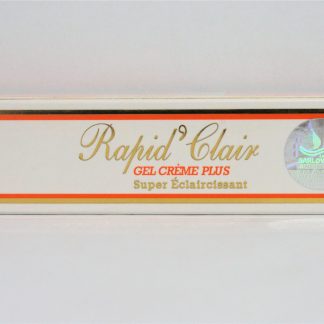 Rapid'Clair
GEL CRÈME PLUS
Super Éclaircissant